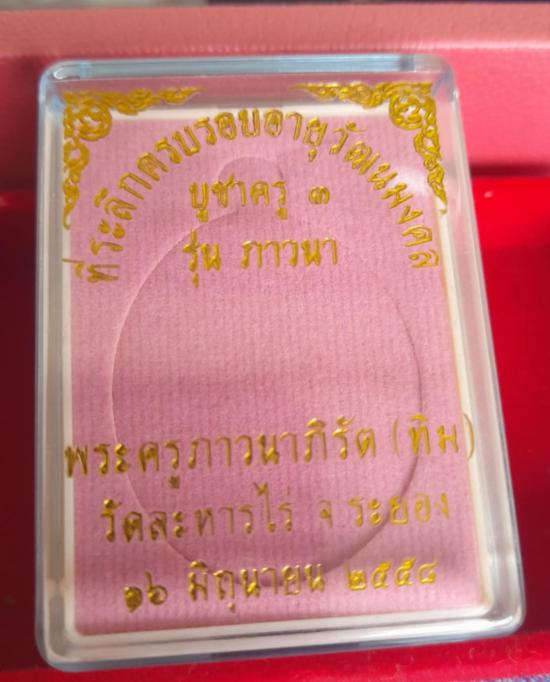 ที่ระลึกครบรอบอายุวัฒนมงคล
บูชาครู ๓
รุ่น ภาวนา
พระครูภาวนาภิรัต (ทิม)
วัดละหารไร่ จ.ระยอง
๑๖ มิถุนายน ๒๕๕๔